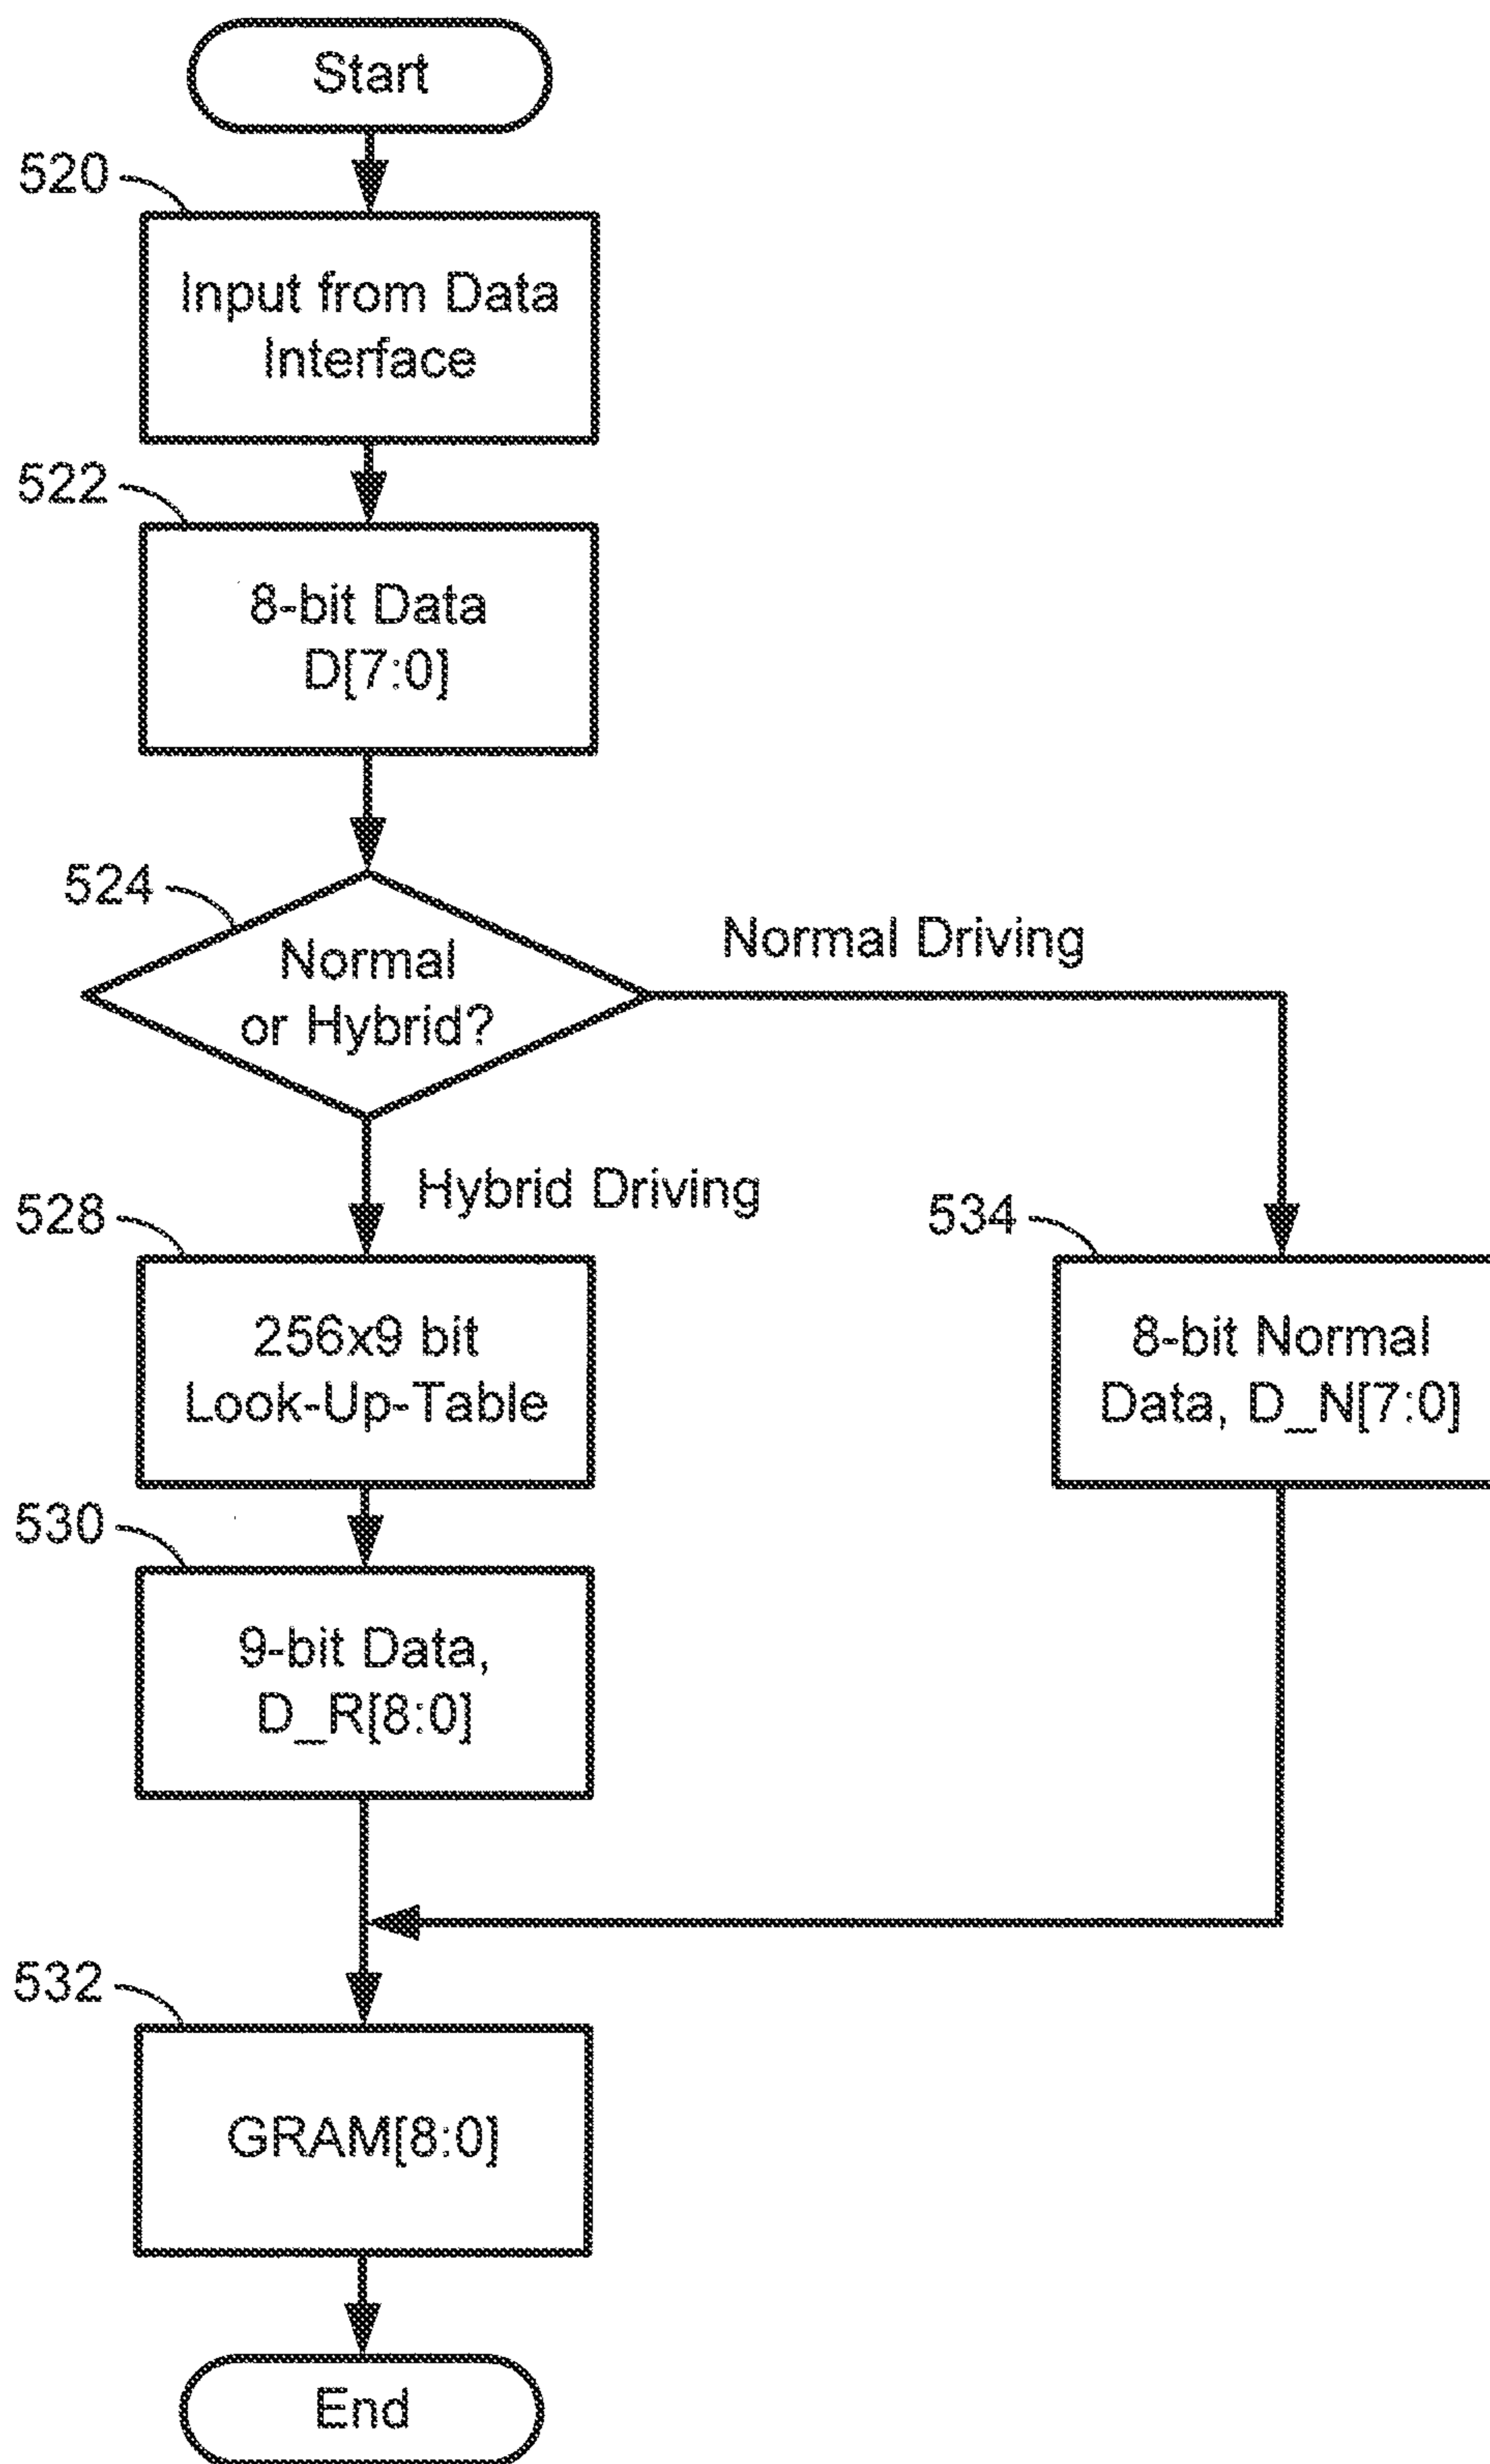 Start
520
Input from Data
Interface
522
8-bit Data
D[7:0]
524
Normal
or Hybrid?
Normal Driving
Hybrid Driving
528
256x9 bit
Look-Up-Table
534
8-bit Normal
Data, D_N[7:0]
530
9-bit Data,
D_R[8:0]
532
GRAM[8:0]
End